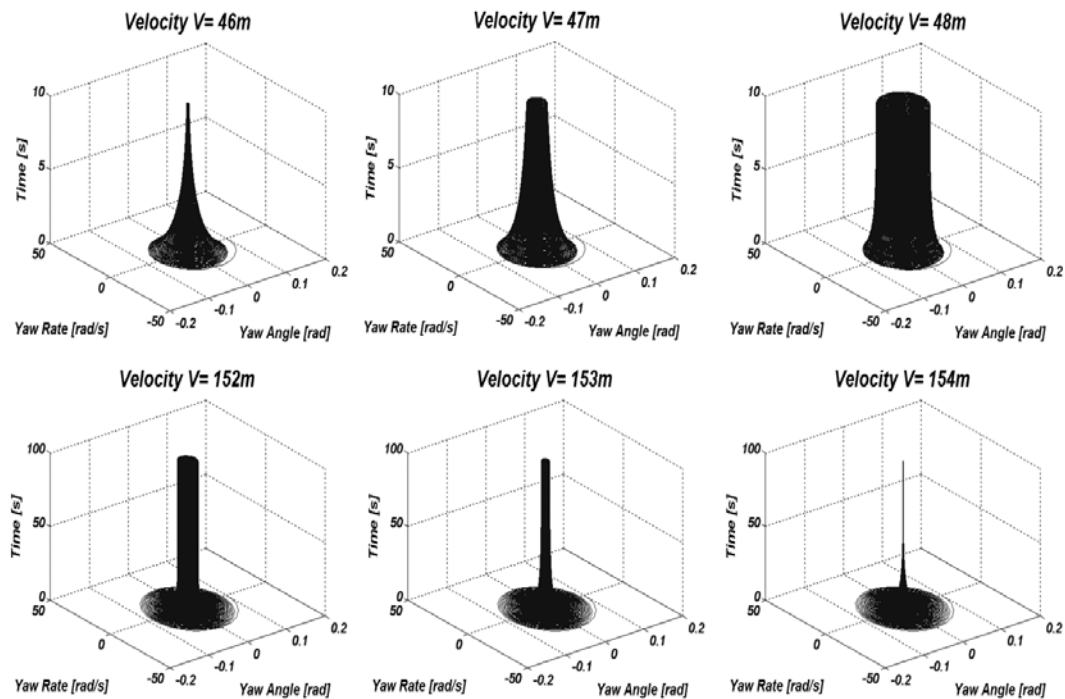 Velocity V= 46m
10
5
0
Time [s]
50
0
-50
Yaw Rate [rad/s]
-0.2
-0.1
0
0.1
0.2
Yaw Angle [rad]
Velocity V= 47m
10
5
0
Time [s]
50
0
-50
Yaw Rate [rad/s]
-0.2
-0.1
0
0.1
0.2
Yaw Angle [rad]
Velocity V= 48m
10
5
0
Time [s]
50
0
-50
Yaw Rate [rad/s]
-0.2
-0.1
0
0.1
0.2
Yaw Angle [rad]
Velocity V= 152m
100
50
0
Time [s]
50
0
-50
Yaw Rate [rad/s]
-0.2
-0.1
0
0.1
0.2
Yaw Angle [rad]
Velocity V= 153m
100
50
0
Time [s]
50
0
-50
Yaw Rate [rad/s]
-0.2
-0.1
0
0.1
0.2
Yaw Angle [rad]
Velocity V= 154m
100
50
0
Time [s]
50
0
-50
Yaw Rate [rad/s]
-0.2
-0.1
0
0.1
0.2
Yaw Angle [rad]